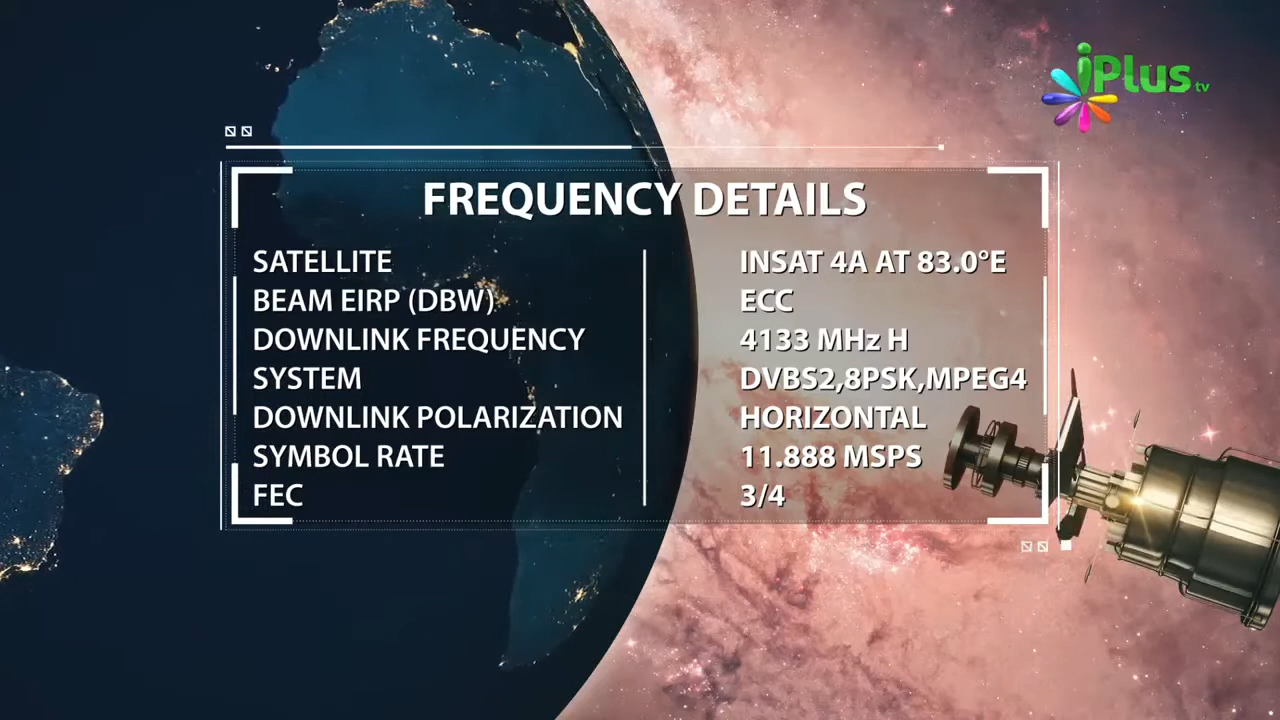 iPlus tv
FREQUENCY DETAILS
SATELLITE INSAT 4A AT 83.0°E
BEAM EIRP (DBW) ECC
DOWNLINK FREQUENCY 4133 MHz H
SYSTEM DVBS2,8PSK,MPEG4
DOWNLINK POLARIZATION HORIZONTAL
SYMBOL RATE 11.888 MSPS
FEC 3/4